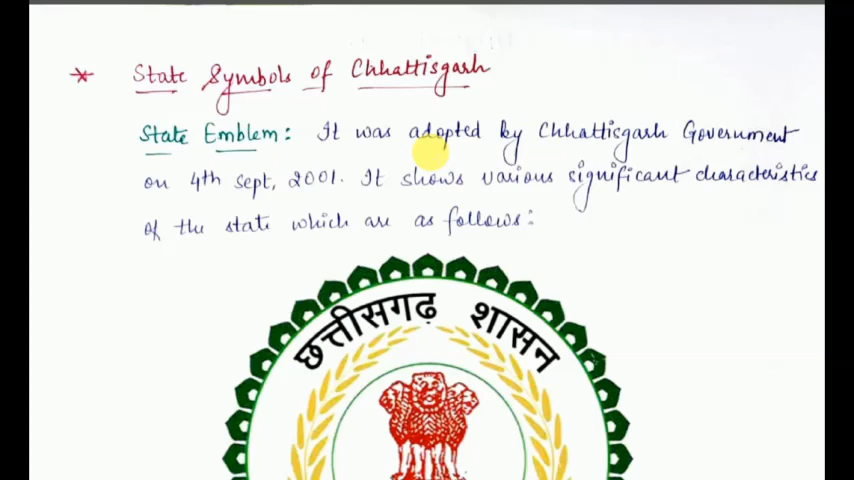 * State Symbols of Chhattisgarh
State Emblem: It was adopted by Chhattisgarh Government
on 4th Sept, 2001. It shows various significant characteristics
of the state which are as follows:
छत्तीसगढ़ शासन